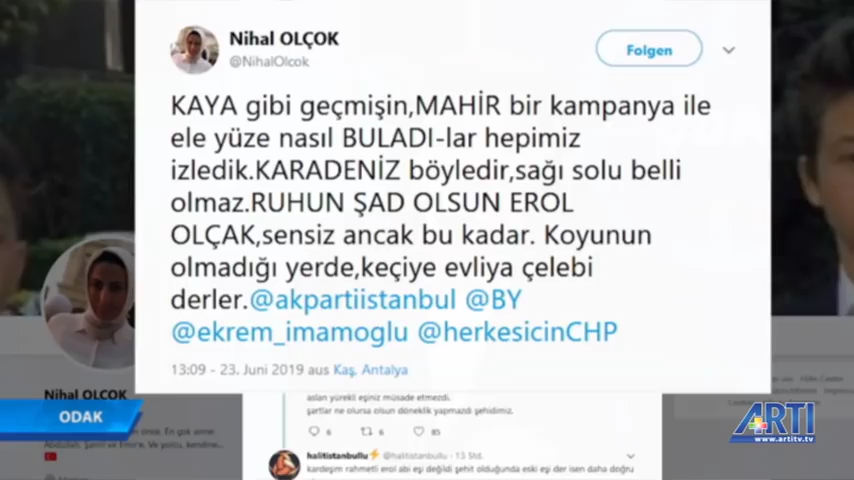 Nihal OLÇOK
@NihalOlcok
Folgen
KAYA gibi geçmişin,MAHİR bir kampanya ile
ele yüze nasıl BULADI-lar hepimiz
izledik.KARADENİZ böyledir,sağı solu belli
olmaz.RUHUN ŞAD OLSUN EROL
OLÇAK,sensiz ancak bu kadar. Koyunun
olmadığı yerde,keçiye evliya çelebi
derler.@akpartiistanbul @BY
@ekrem_imamoglu @herkesicinCHP
13:09 - 23. Juni 2019 aus Kaş, Antalya
Nihal OLÇOK
ODAK
aslan yürekli eşiniz müsade etmezdi.
şartlar ne olursa olsun döneklik yapmazdı şehidimiz.
6 6 85
halitistanbullu @halitistanbullu - 13 Std.
kardeşim rahmetli erol abi eşi değildi şehit olduğunda eski eşi der isen daha doğru
ARTI
www.artitv.tv